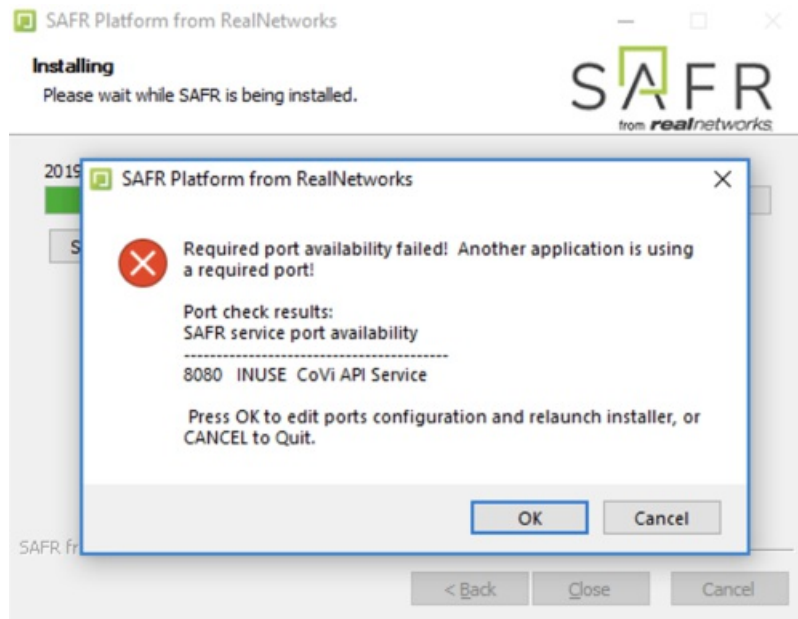 SAFR Platform from RealNetworks
Installing
Please wait while SAFR is being installed.
SAFR
from realnetworks
2019
SAFR Platform from RealNetworks
Required port availability failed! Another application is using
a required port!
Port check results:
SAFR service port availability
------------------------------------------
8080 INUSE CoVi API Service
Press OK to edit ports configuration and relaunch installer, or
CANCEL to Quit.
OK
Cancel
SAFR
< Back
Close
Cancel